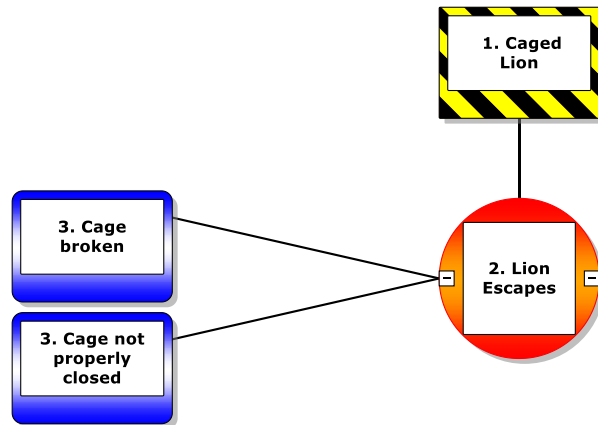 1. Caged
Lion
3. Cage
broken
2. Lion
Escapes
3. Cage not
properly
closed